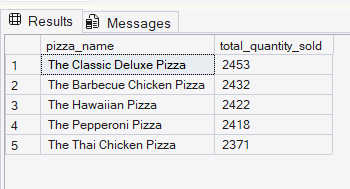 Results Messages
pizza_name total_quantity_sold
1 The Classic Deluxe Pizza 2453
2 The Barbecue Chicken Pizza 2432
3 The Hawaiian Pizza 2422
4 The Pepperoni Pizza 2418
5 The Thai Chicken Pizza 2371